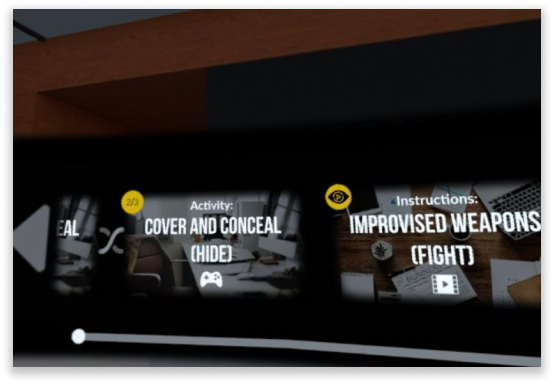 EAL
2/3
Activity:
COVER AND CONCEAL
(HIDE)
Instructions:
IMPROVISED WEAPONS
(FIGHT)